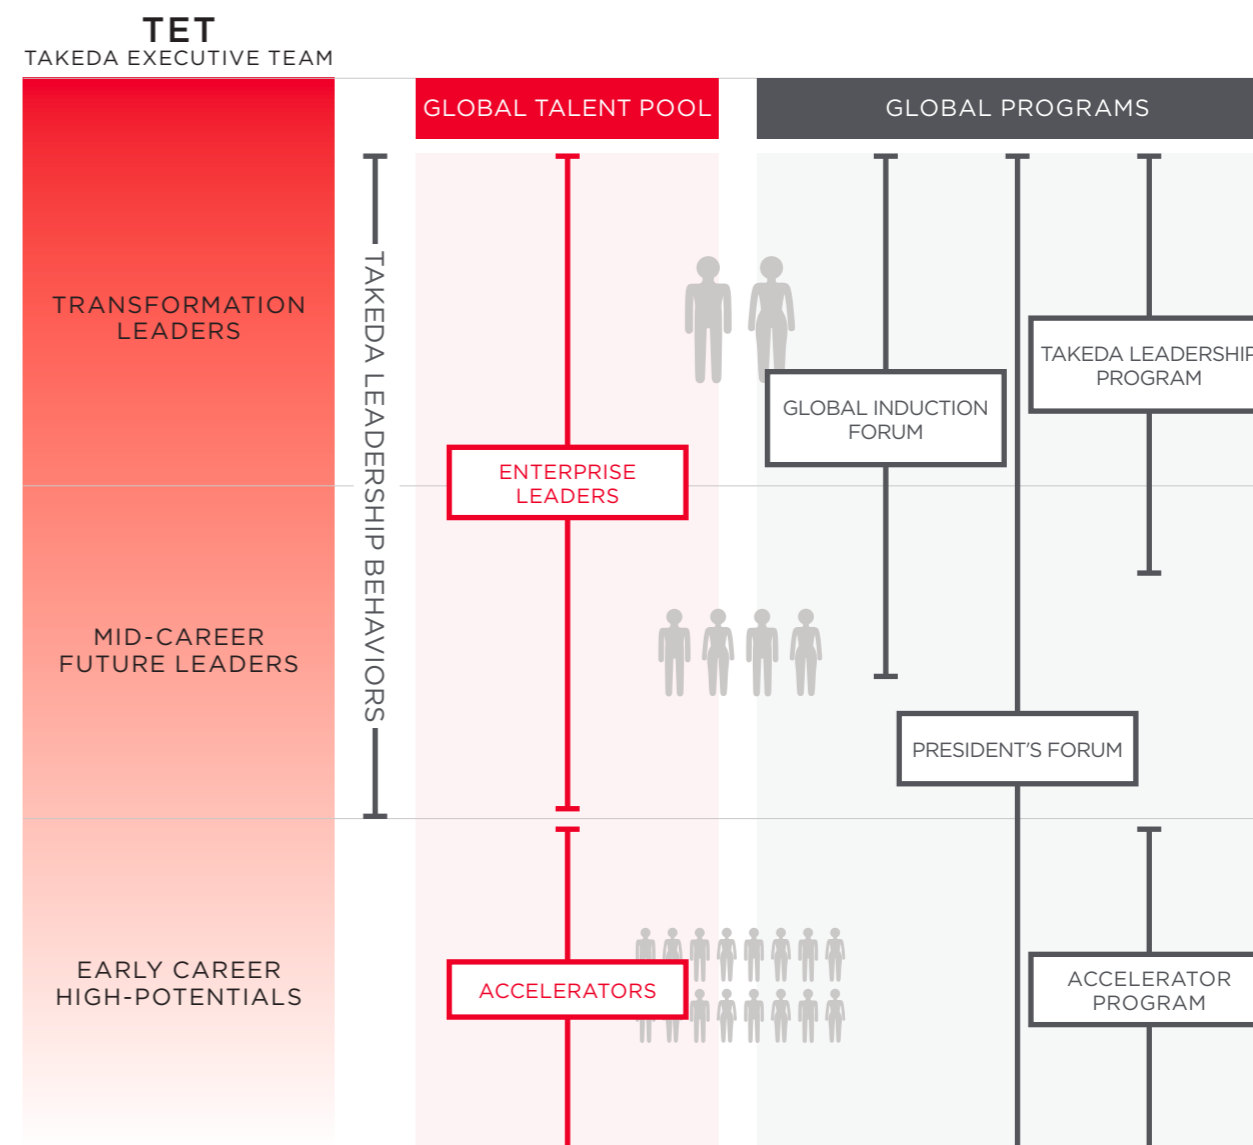 TET
TAKEDA EXECUTIVE TEAM
GLOBAL TALENT POOL
GLOBAL PROGRAMS
TRANSFORMATION
LEADERS
TAKEDA LEADERSHIP BEHAVIORS
TAKEDA LEADERSHIP
PROGRAM
GLOBAL INDUCTION
FORUM
ENTERPRISE
LEADERS
MID-CAREER
FUTURE LEADERS
PRESIDENT'S FORUM
EARLY CAREER
HIGH-POTENTIALS
ACCELERATORS
ACCELERATOR
PROGRAM